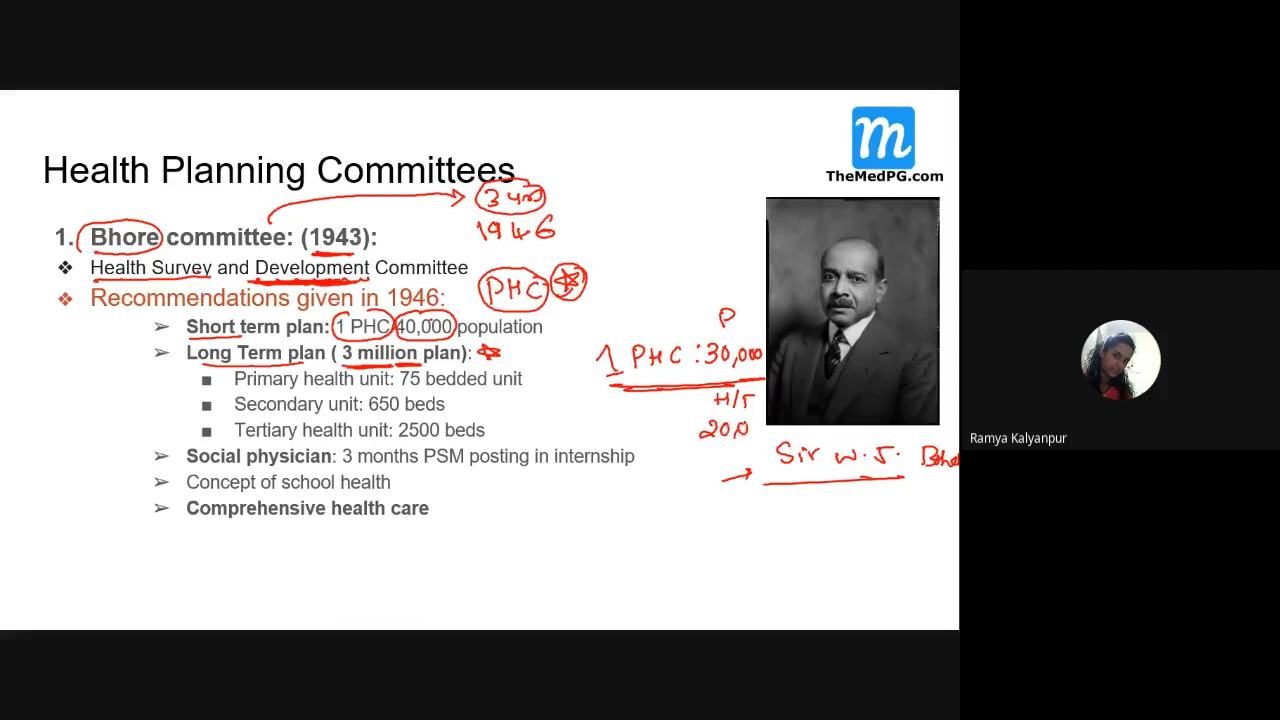 TheMedPG.com
Health Planning Committees
3 yrs
1. Bhore committee: (1943):
1946
❖ Health Survey and Development Committee
PHC
❖ Recommendations given in 1946:
➢ Short term plan: 1 PHC/40,000 population
➢ Long Term plan ( 3 million plan):
P
1 PHC : 30,000
■ Primary health unit: 75 bedded unit
H/T
■ Secondary unit: 650 beds
■ Tertiary health unit: 2500 beds
20,0
➢ Social physician: 3 months PSM posting in internship
Sir W. J. Bhore
➢ Concept of school health
➢ Comprehensive health care
Ramya Kalyanpur